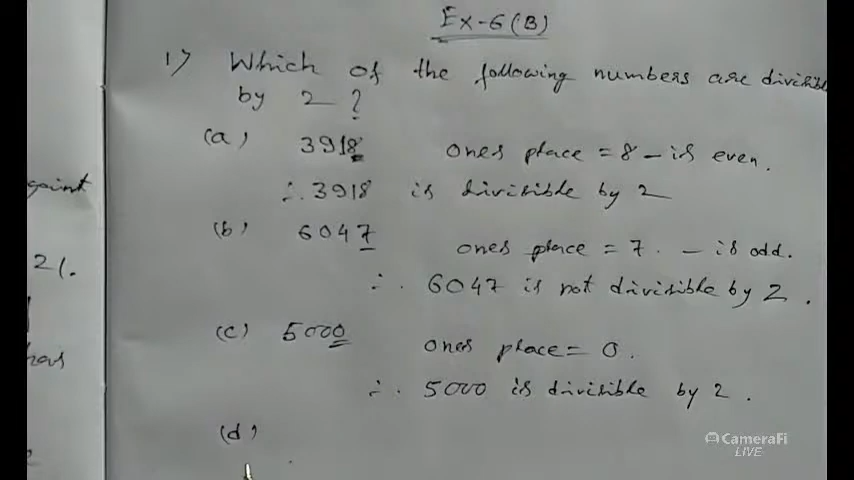 Ex-6(B)
1) Which of the following numbers are divisible
by 2 ?
(a) 3918 ones place = 8 - is even.
∴ 3918 is divisible by 2
(b) 6047 ones place = 7. - is odd.
∴ 6047 is not divisible by 2.
(c) 5000 ones place = 0.
∴ 5000 is divisible by 2.
(d)
21.
CameraFi
LIVE